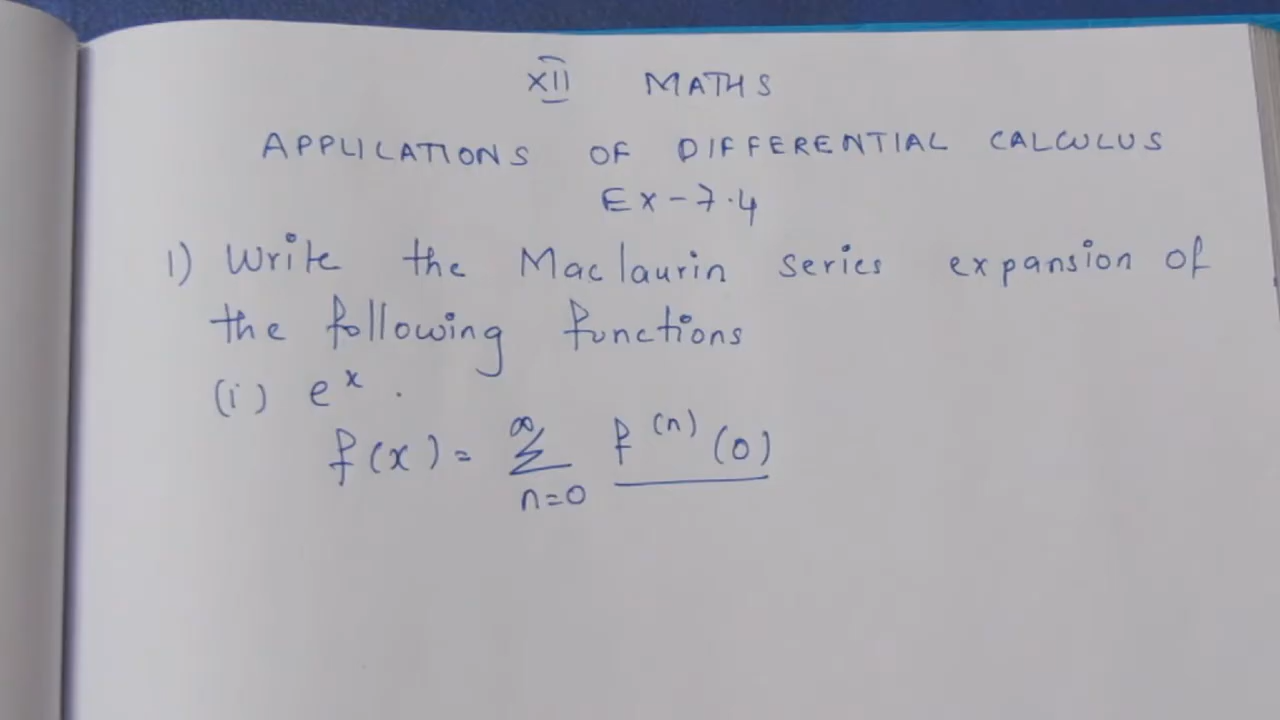 XII MATHS
APPLICATIONS OF DIFFERENTIAL CALCULUS
Ex-7.4
1) Write the Maclaurin series expansion of
the following functions
(i) e^x .
f(x) = ∑_{n=0}^{∞} f^{(n)}(0)